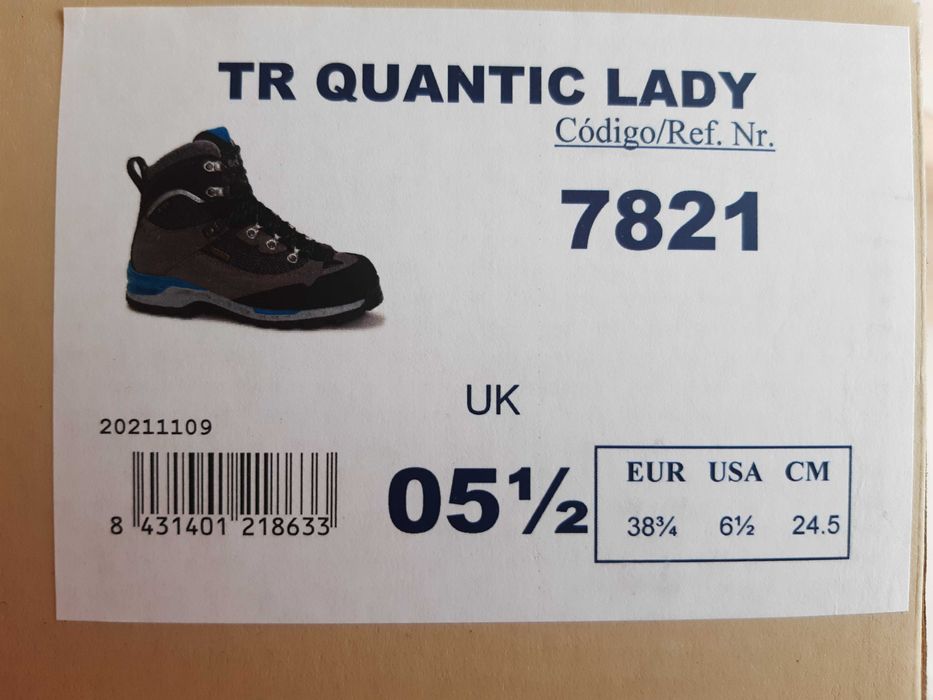 TR QUANTIC LADY
Código/Ref. Nr.
7821
UK
20211109
8 431401 218633
05½
EUR USA CM
38¾ 6½ 24.5